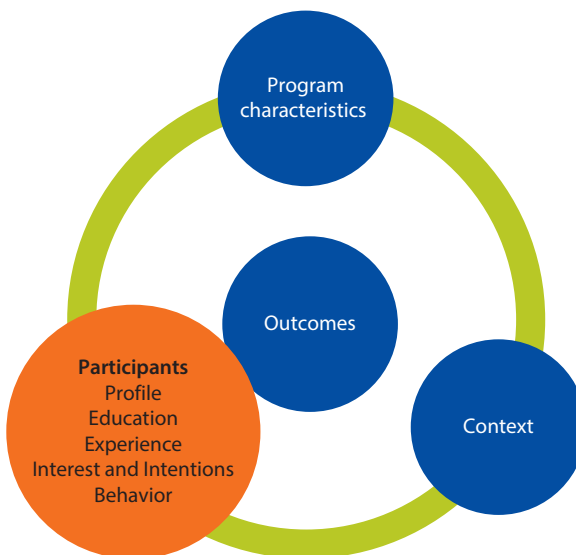 Program
characteristics
Outcomes
Participants
Profile
Education
Experience
Interest and Intentions
Behavior
Context